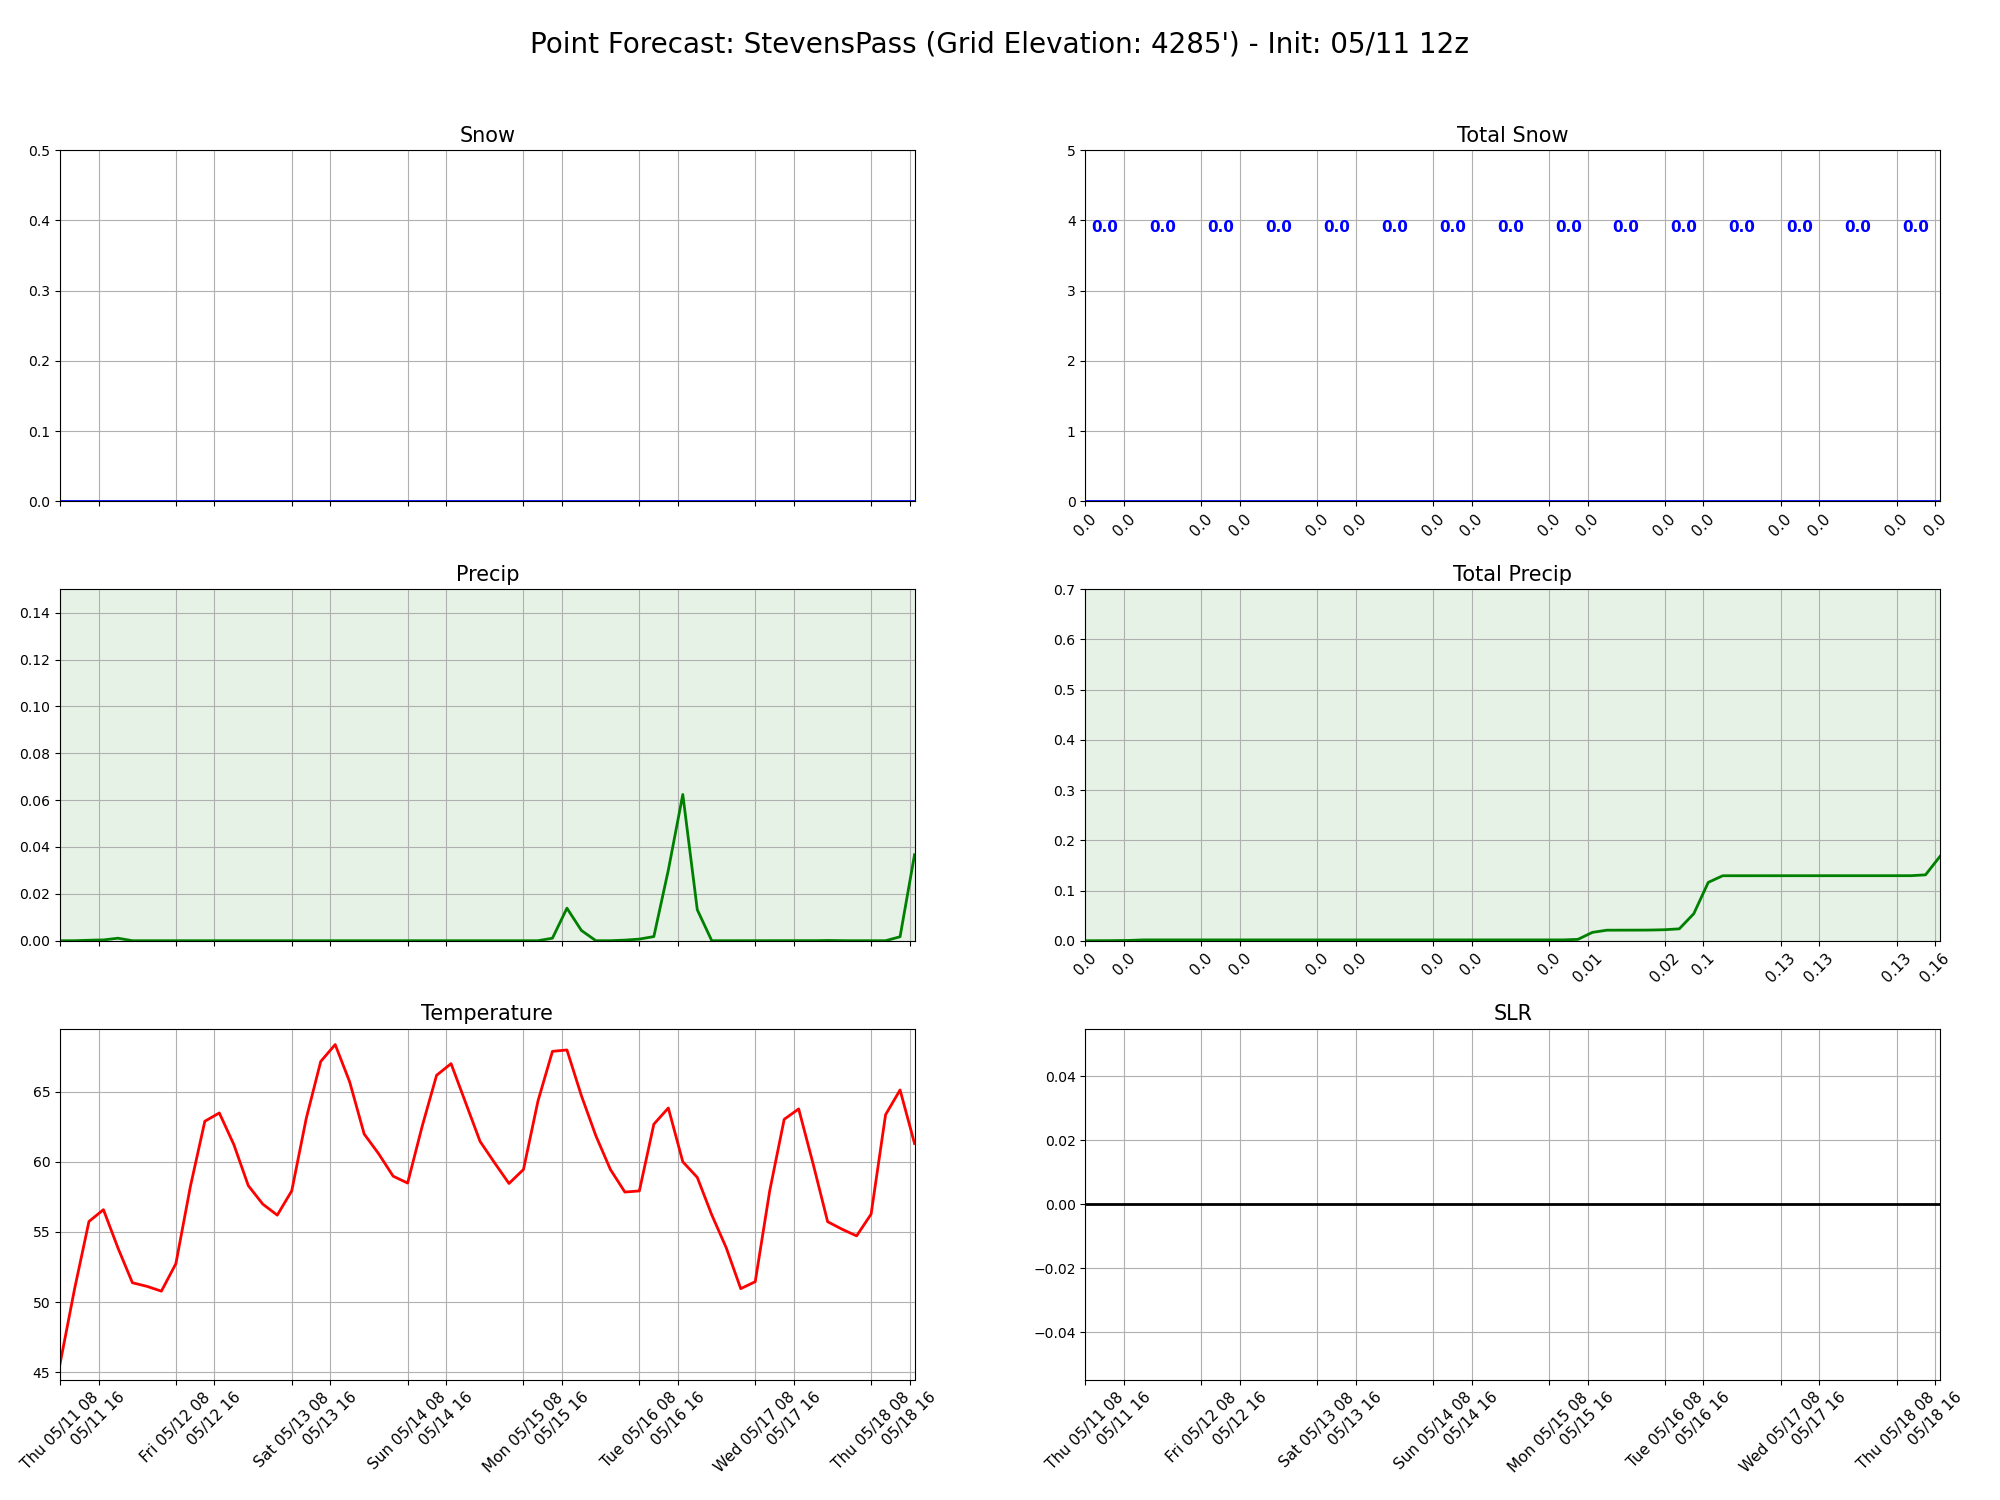 Point Forecast: StevensPass (Grid Elevation: 4285') - Init: 05/11 12z
Snow
0.5
0.4
0.3
0.2
0.1
0.0
Total Snow
5
4
3
2
1
0
0.0 0.0 0.0 0.0 0.0 0.0 0.0 0.0 0.0 0.0 0.0 0.0 0.0 0.0 0.0
0.0 0.0 0.0 0.0 0.0 0.0 0.0 0.0 0.0 0.0 0.0 0.0 0.0 0.0 0.0 0.0
Precip
0.14
0.12
0.10
0.08
0.06
0.04
0.02
0.00
Total Precip
0.7
0.6
0.5
0.4
0.3
0.2
0.1
0.0
0.0 0.0 0.0 0.0 0.0 0.0 0.0 0.0 0.0 0.01 0.02 0.1 0.13 0.13 0.13 0.16
Temperature
65
60
55
50
45
Thu 05/11 08
05/11 16
Fri 05/12 08
05/12 16
Sat 05/13 08
05/13 16
Sun 05/14 08
05/14 16
Mon 05/15 08
05/15 16
Tue 05/16 08
05/16 16
Wed 05/17 08
05/17 16
Thu 05/18 08
05/18 16
SLR
0.04
0.02
0.00
−0.02
−0.04
Thu 05/11 08
05/11 16
Fri 05/12 08
05/12 16
Sat 05/13 08
05/13 16
Sun 05/14 08
05/14 16
Mon 05/15 08
05/15 16
Tue 05/16 08
05/16 16
Wed 05/17 08
05/17 16
Thu 05/18 08
05/18 16